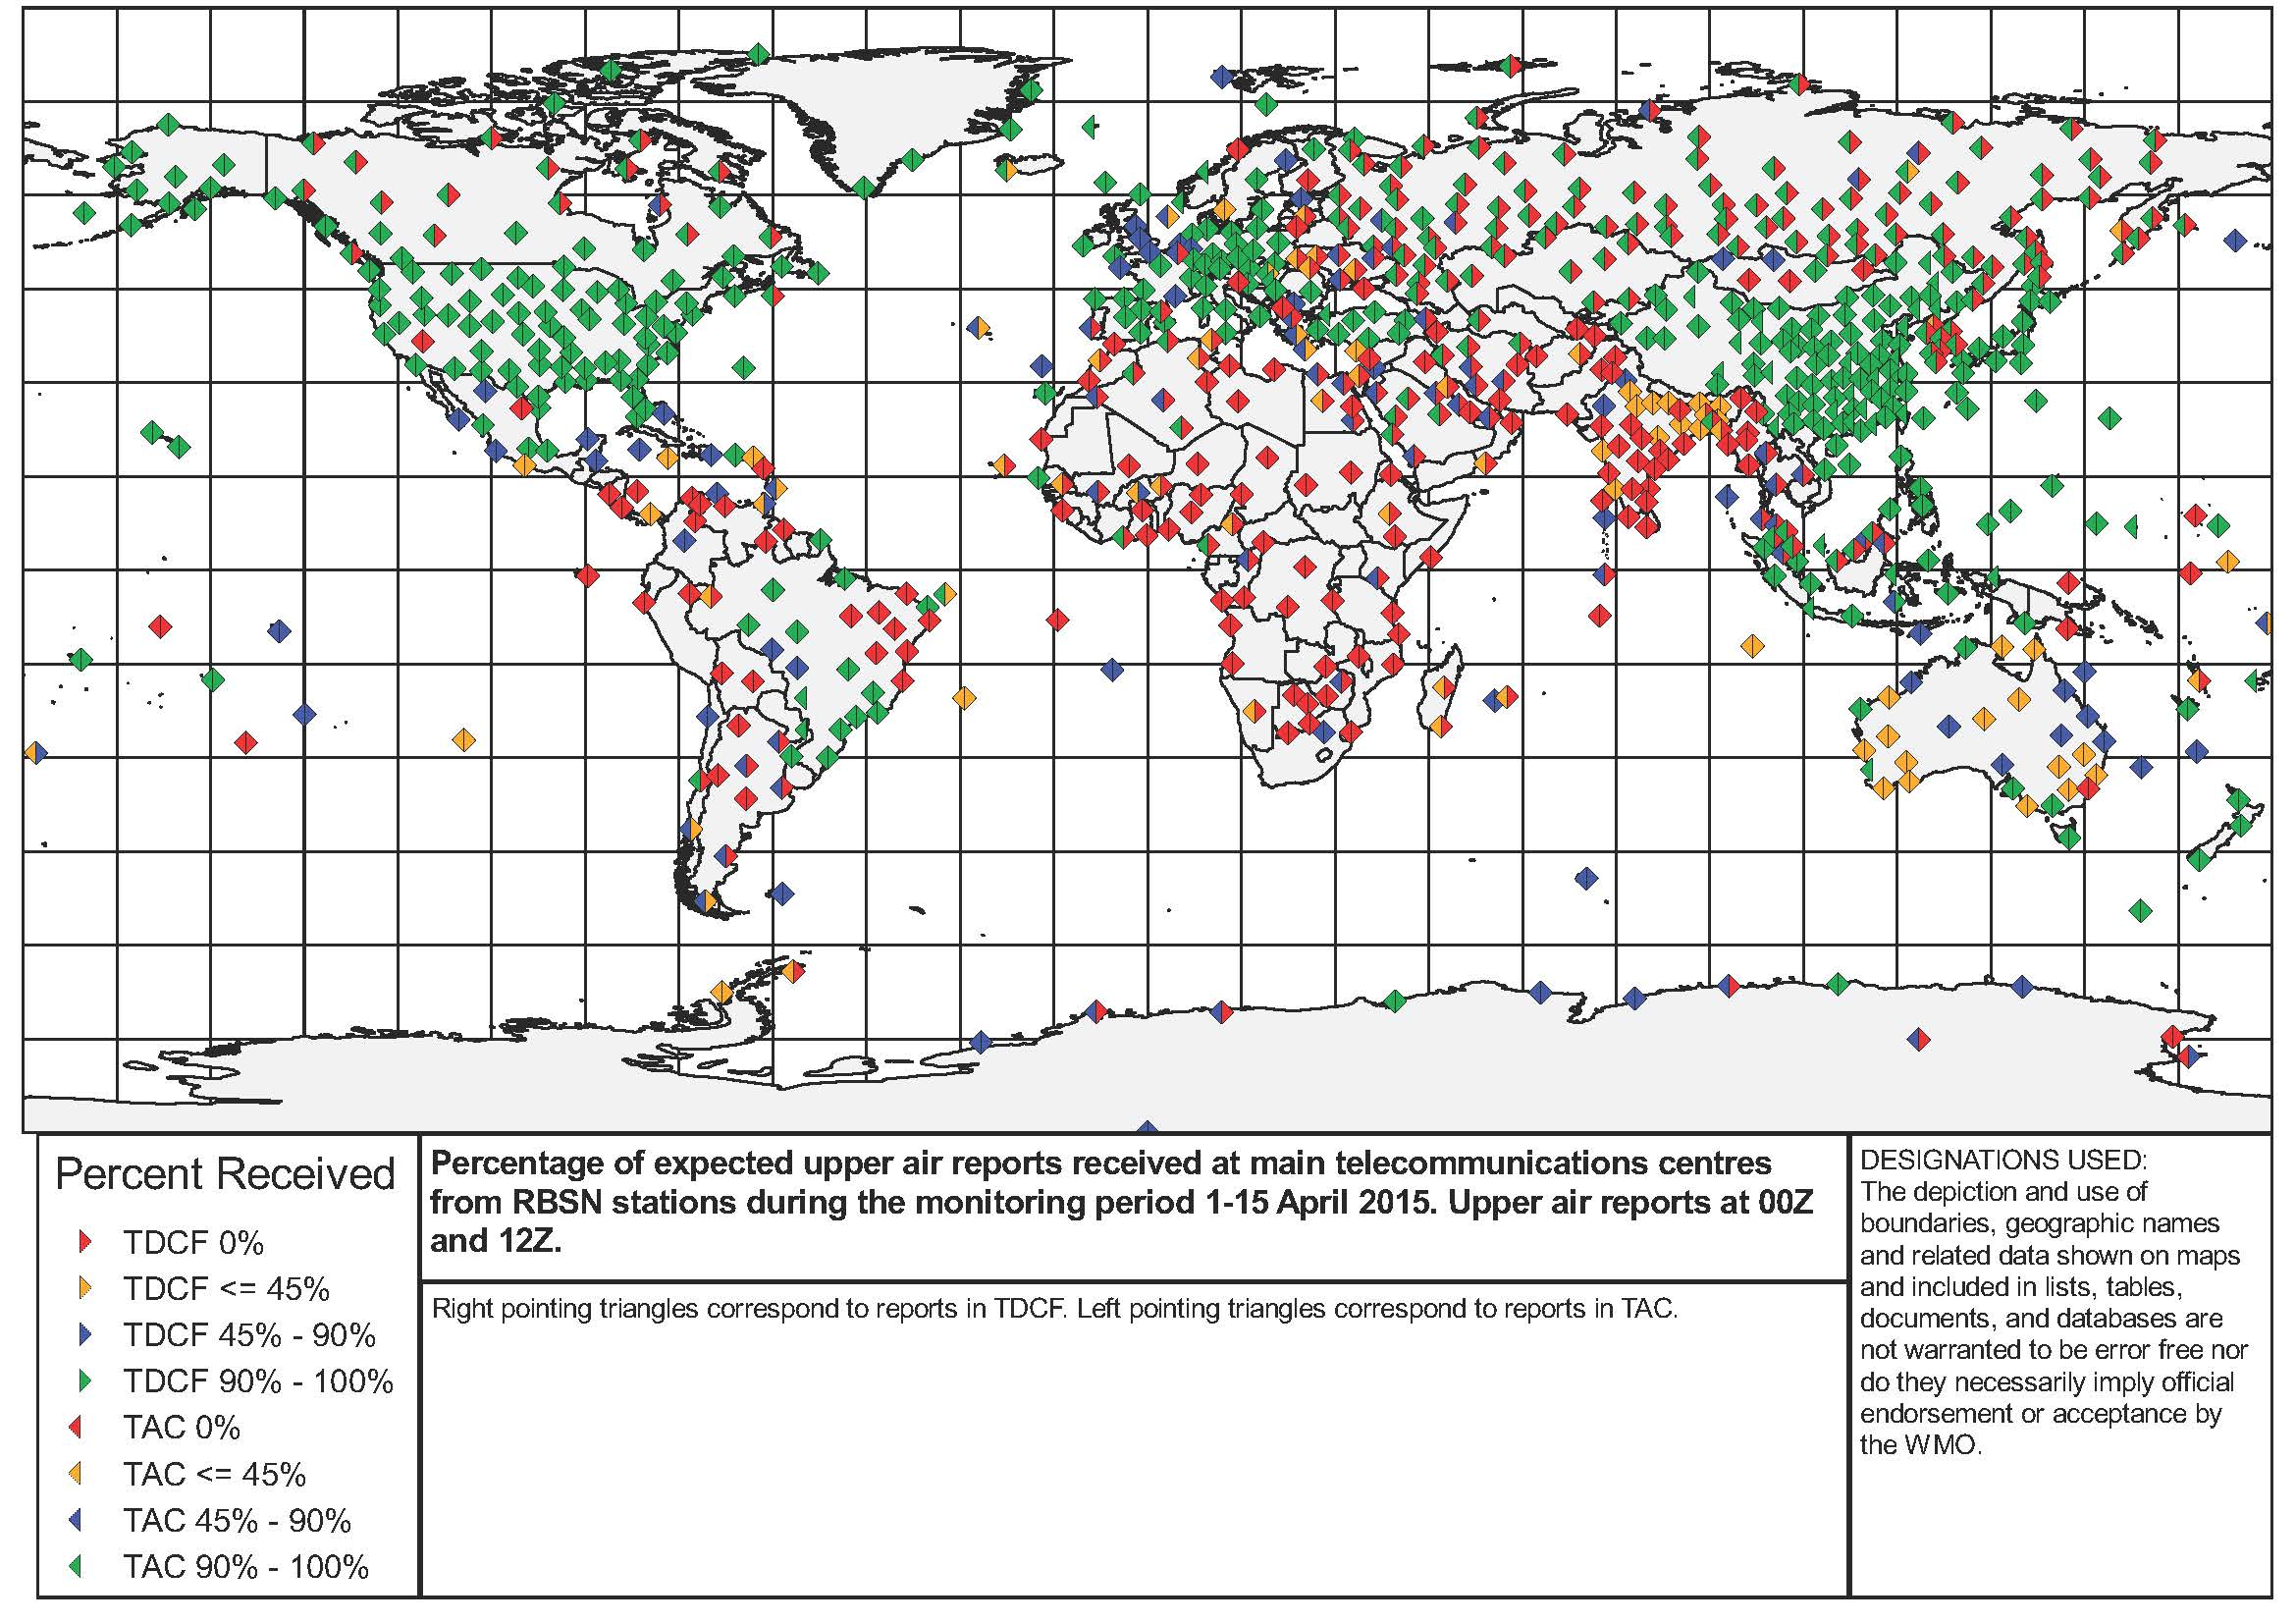 Percent Received
TDCF 0%
TDCF <= 45%
TDCF 45% - 90%
TDCF 90% - 100%
TAC 0%
TAC <= 45%
TAC 45% - 90%
TAC 90% - 100%
Percentage of expected upper air reports received at main telecommunications centres
from RBSN stations during the monitoring period 1-15 April 2015. Upper air reports at 00Z
and 12Z.
Right pointing triangles correspond to reports in TDCF. Left pointing triangles correspond to reports in TAC.
DESIGNATIONS USED:
The depiction and use of
boundaries, geographic names
and related data shown on maps
and included in lists, tables,
documents, and databases are
not warranted to be error free nor
do they necessarily imply official
endorsement or acceptance by
the WMO.